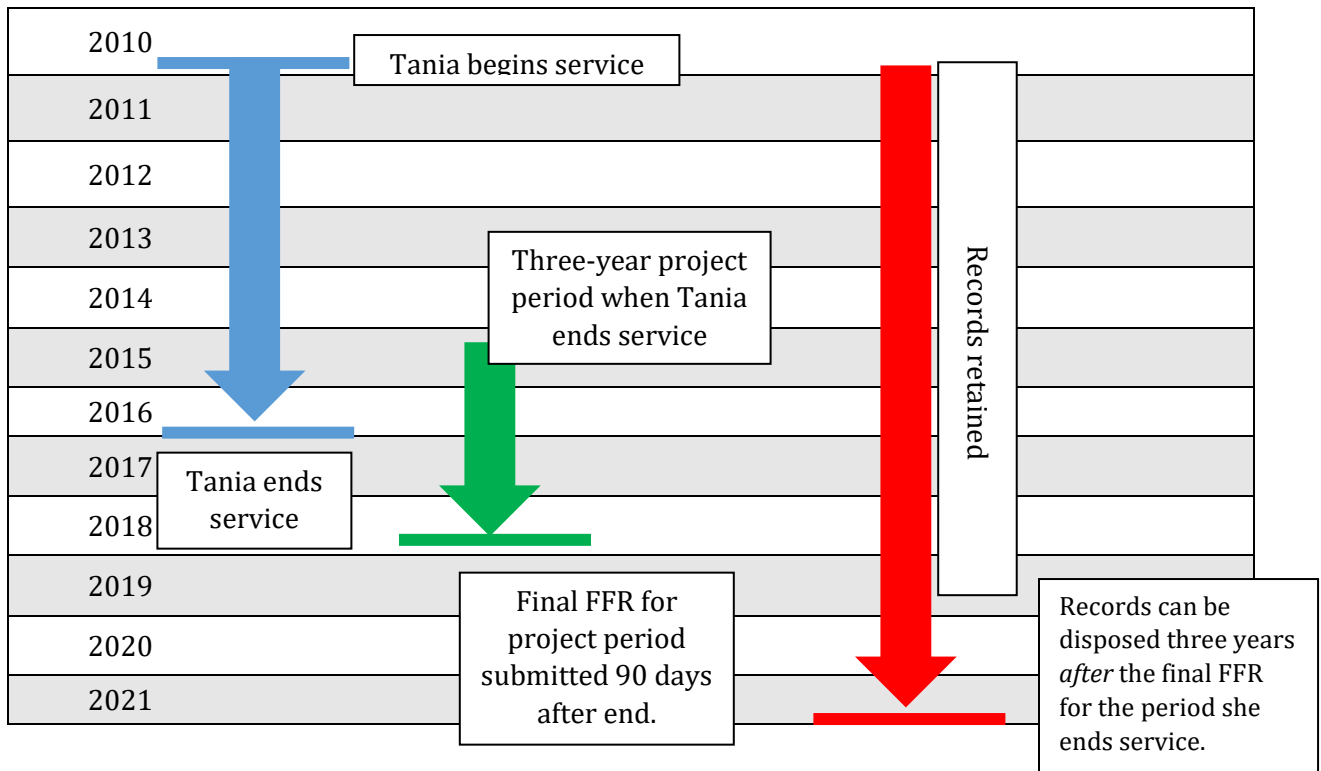 2010
Tania begins service
2011
2012
2013
Three-year project
period when Tania
ends service
2014
2015
2016
2017
Tania ends
service
2018
Records retained
2019
Final FFR for
project period
submitted 90 days
after end.
2020
2021
Records can be
disposed three years
after the final FFR
for the period she
ends service.